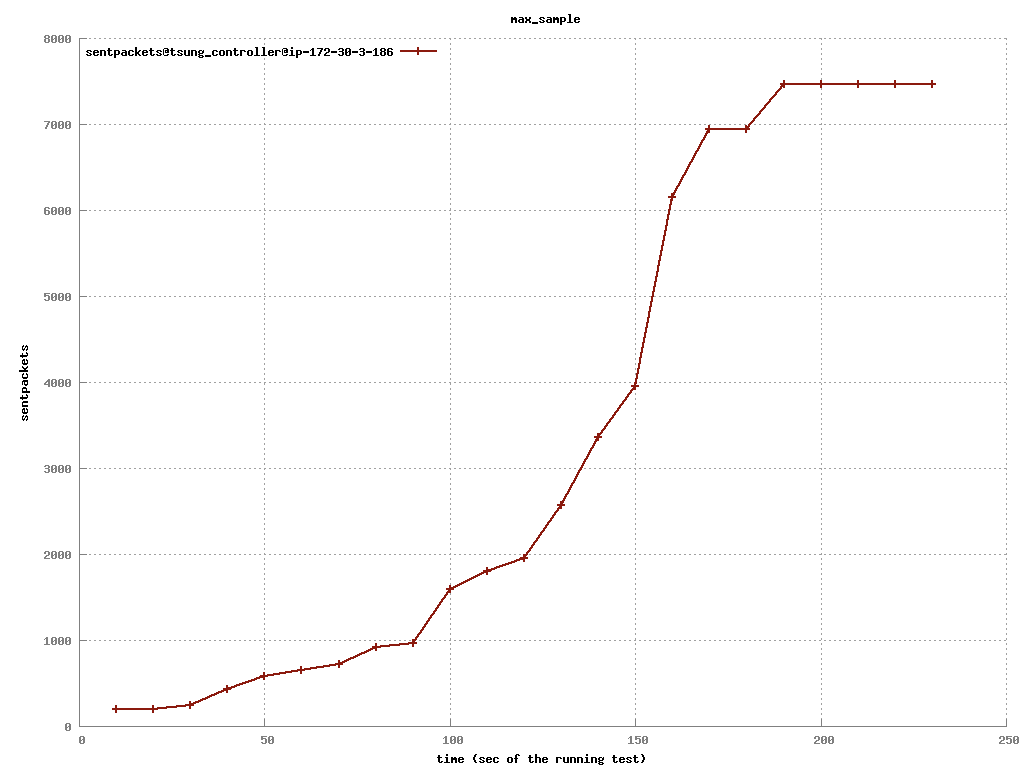 max_sample
sentpackets@tsung_controller@ip-172-30-3-186
8000
7000
6000
5000
4000
3000
2000
1000
0
sentpackets
0 50 100 150 200 250
time (sec of the running test)